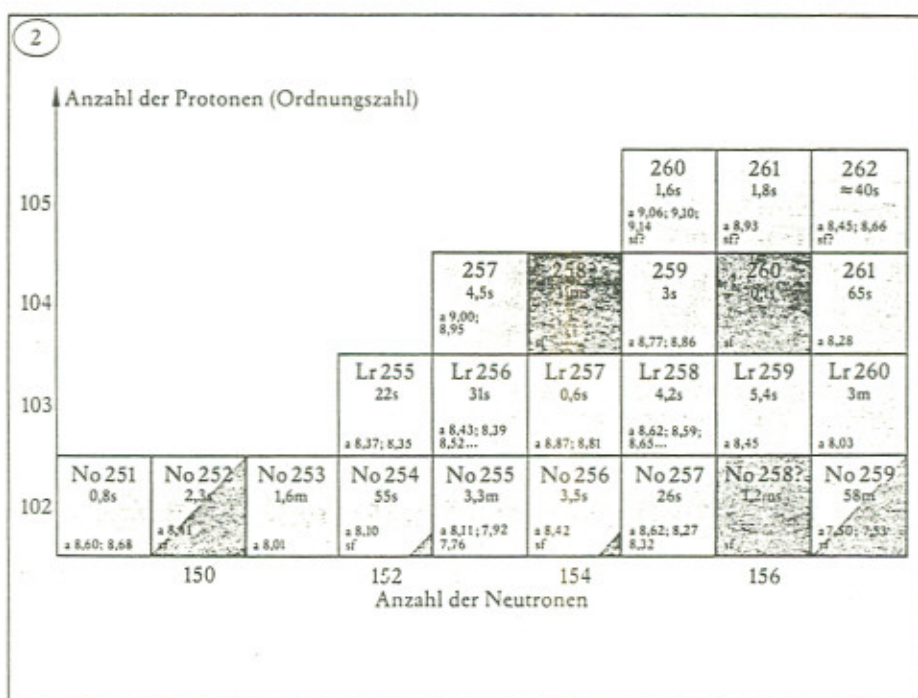 2
Anzahl der Protonen (Ordnungszahl)
105
260
1,6s
a 9,06; 9,10;
9,14
sf?
261
1,8s
a 8,93
sf?
262
≈40s
a 8,45; 8,66
sf?
104
257
4,5s
a 9,00;
8,95
258?
sf
259
3s
a 8,77; 8,86
260
0,1s
sf
261
65s
a 8,28
103
Lr 255
22s
a 8,37; 8,35
Lr 256
31s
a 8,43; 8,39
8,52...
Lr 257
0,6s
a 8,87; 8,81
Lr 258
4,2s
a 8,62; 8,59;
8,65...
Lr 259
5,4s
a 8,45
Lr 260
3m
a 8,03
102
No 251
0,8s
a 8,60; 8,68
No 252
2,3s
a 8,41
sf
No 253
1,6m
a 8,01
No 254
55s
a 8,10
sf
No 255
3,3m
a 8,11; 7,92
7,76
No 256
3,5s
a 8,42
sf
No 257
26s
a 8,62; 8,27
8,32
No 258?
1,2ms
sf
No 259
58m
a 7,50; 7,53
sf
150
152
154
156
Anzahl der Neutronen